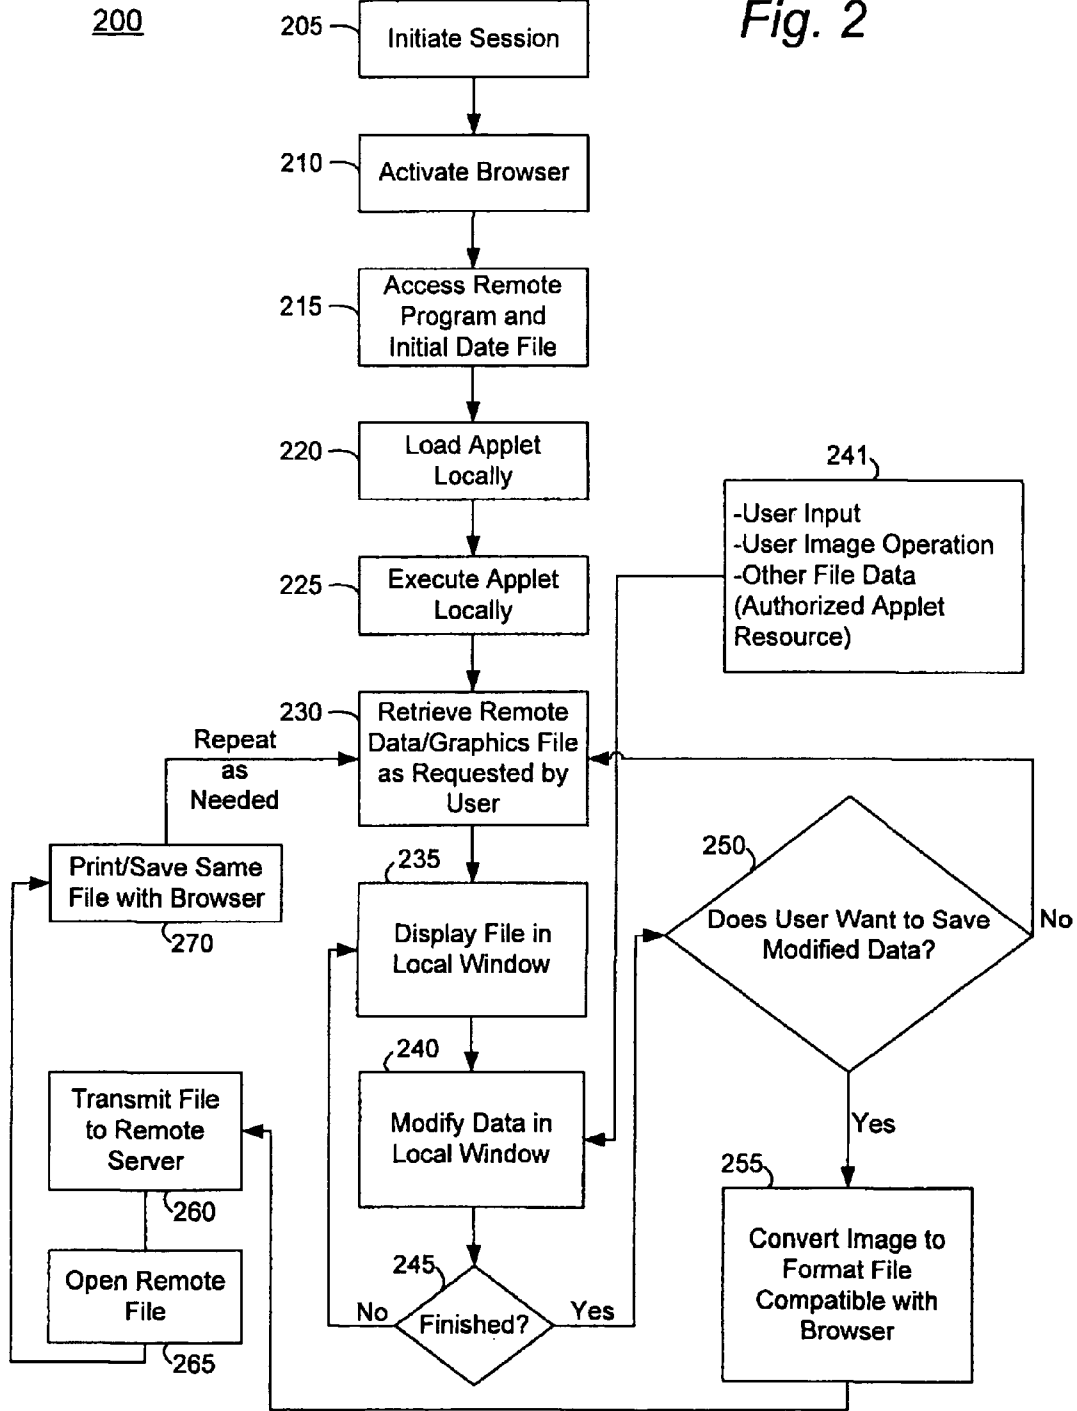 200
Fig. 2
205
Initiate Session
210
Activate Browser
215
Access Remote
Program and
Initial Date File
220
Load Applet
Locally
225
Execute Applet
Locally
241
-User Input
-User Image Operation
-Other File Data
(Authorized Applet
Resource)
230
Retrieve Remote
Data/Graphics File
as Requested by
User
Repeat
as
Needed
Print/Save Same
File with Browser
270
235
Display File in
Local Window
250
Does User Want to Save
Modified Data?
No
Yes
240
Modify Data in
Local Window
245
Finished?
No
Yes
255
Convert Image to
Format File
Compatible with
Browser
Transmit File
to Remote
Server
260
Open Remote
File
265